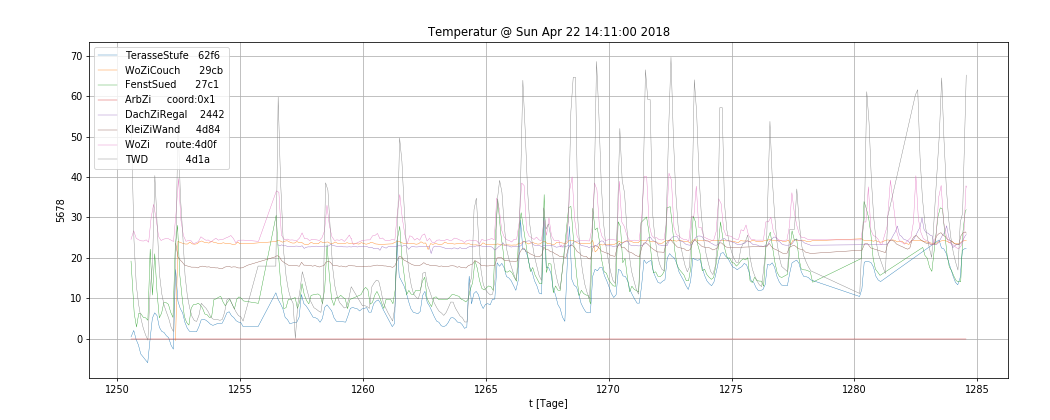 Temperatur @ Sun Apr 22 14:11:00 2018
70
60
50
40
30
20
10
0
5678
TerasseStufe 62f6
WoZiCouch 29cb
FenstSued 27c1
ArbZi coord:0x1
DachZiRegal 2442
KleiZiWand 4d84
WoZi route:4d0f
TWD 4d1a
1250 1255 1260 1265 1270 1275 1280 1285
t [Tage]